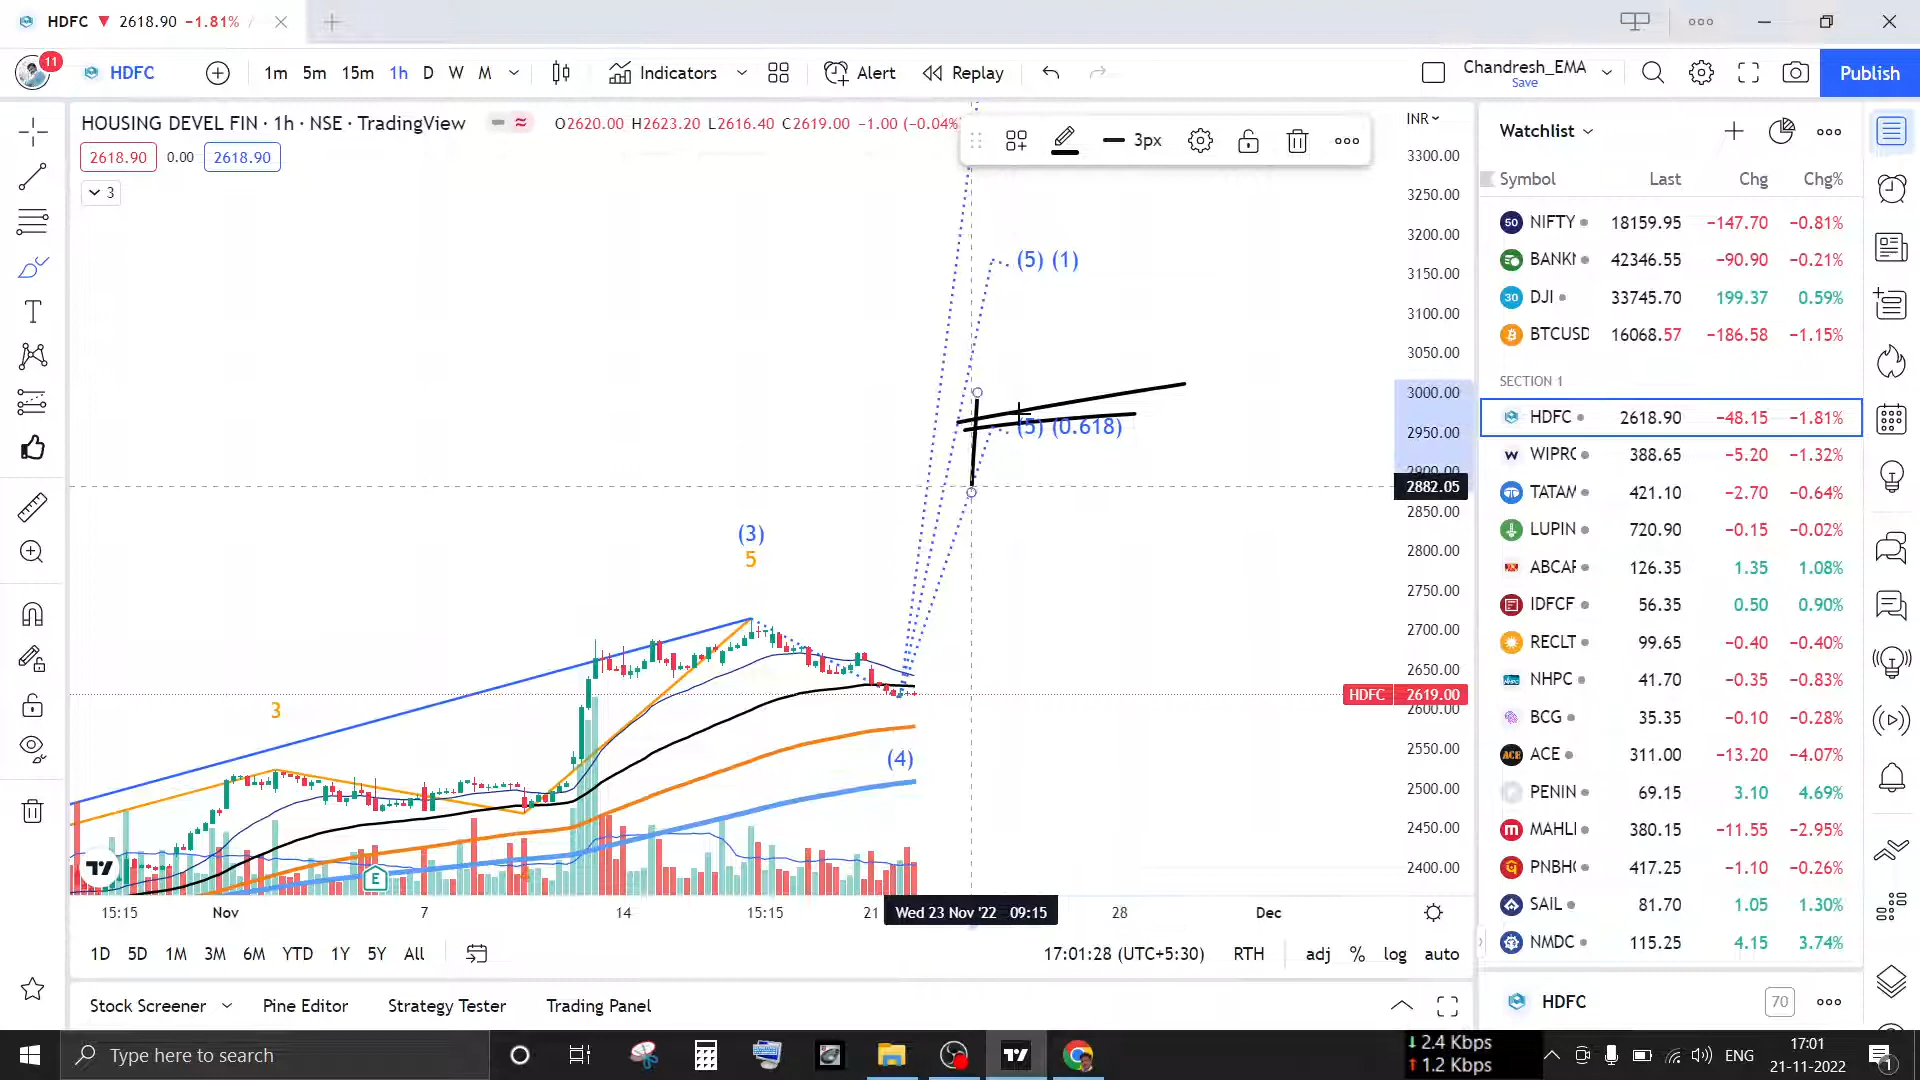 HDFC ▼ 2618.90 −1.81% /
11
HDFC 1m 5m 15m 1h D W M Indicators Alert Replay Chandresh_EMA Save Publish
HOUSING DEVEL FIN · 1h · NSE · TradingView O2620.00 H2623.20 L2616.40 C2619.00 −1.00 (−0.04%
2618.90 0.00 2618.90
3
3px
INR
3300.00
3250.00
3200.00
3150.00
3100.00
3050.00
3000.00
2950.00
2900.00
2882.05
2850.00
2800.00
2750.00
2700.00
2650.00
HDFC 2619.00
2600.00
2550.00
2500.00
2450.00
2400.00
(5) (1)
(5) (0.618)
(3)
5
3
(4)
E
15:15 Nov 7 14 15:15 21 Wed 23 Nov '22 09:15 28 Dec
1D 5D 1M 3M 6M YTD 1Y 5Y All 17:01:28 (UTC+5:30) RTH adj % log auto
Stock Screener Pine Editor Strategy Tester Trading Panel
Watchlist
Symbol Last Chg Chg%
50 NIFTY 18159.95 −147.70 −0.81%
BANKN 42346.55 −90.90 −0.21%
30 DJI 33745.70 199.37 0.59%
BTCUSD 16068.57 −186.58 −1.15%
SECTION 1
HDFC 2618.90 −48.15 −1.81%
W WIPRO 388.65 −5.20 −1.32%
TATAM 421.10 −2.70 −0.64%
LUPIN 720.90 −0.15 −0.02%
ABCAP 126.35 1.35 1.08%
IDFCF 56.35 0.50 0.90%
RECLT 99.65 −0.40 −0.40%
NHPC 41.70 −0.35 −0.83%
BCG 35.35 −0.10 −0.28%
ACE ACE 311.00 −13.20 −4.07%
PENIN 69.15 3.10 4.69%
m MAHLI 380.15 −11.55 −2.95%
PNBHO 417.25 −1.10 −0.26%
SAIL 81.70 1.05 1.30%
NMDC 115.25 4.15 3.74%
HDFC 70
Type here to search
↓ 2.4 Kbps
↑ 1.2 Kbps
ENG
17:01
21-11-2022
1